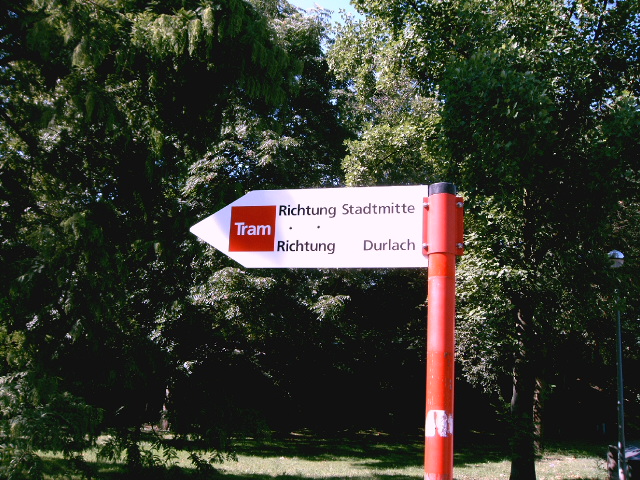 Tram
Richtung Stadtmitte
Richtung Durlach